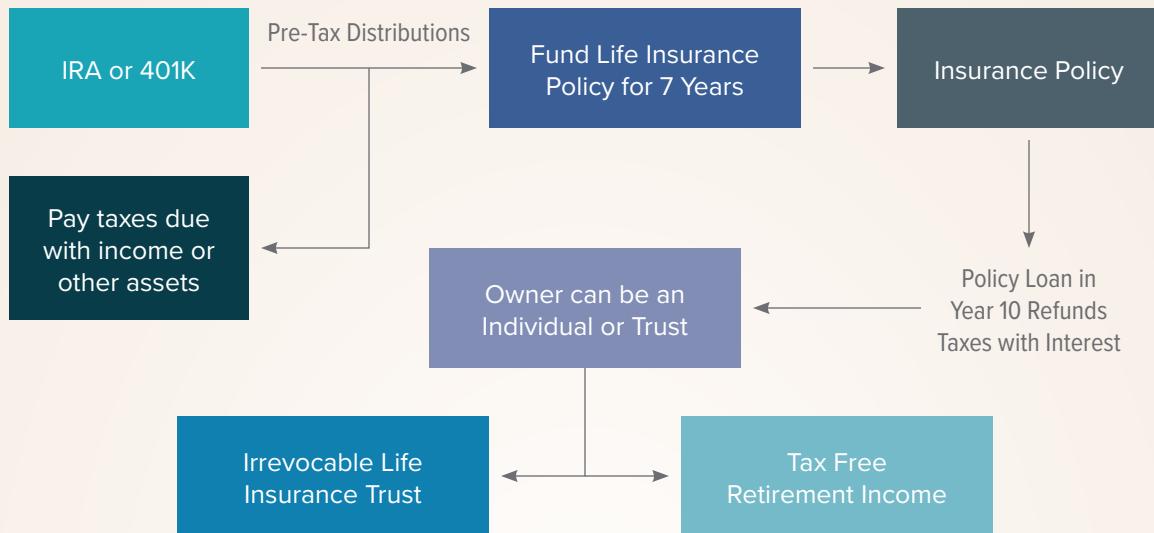 IRA or 401K
Pre-Tax Distributions
Fund Life Insurance
Policy for 7 Years
Insurance Policy
Pay taxes due
with income or
other assets
Owner can be an
Individual or Trust
Policy Loan in
Year 10 Refunds
Taxes with Interest
Irrevocable Life
Insurance Trust
Tax Free
Retirement Income